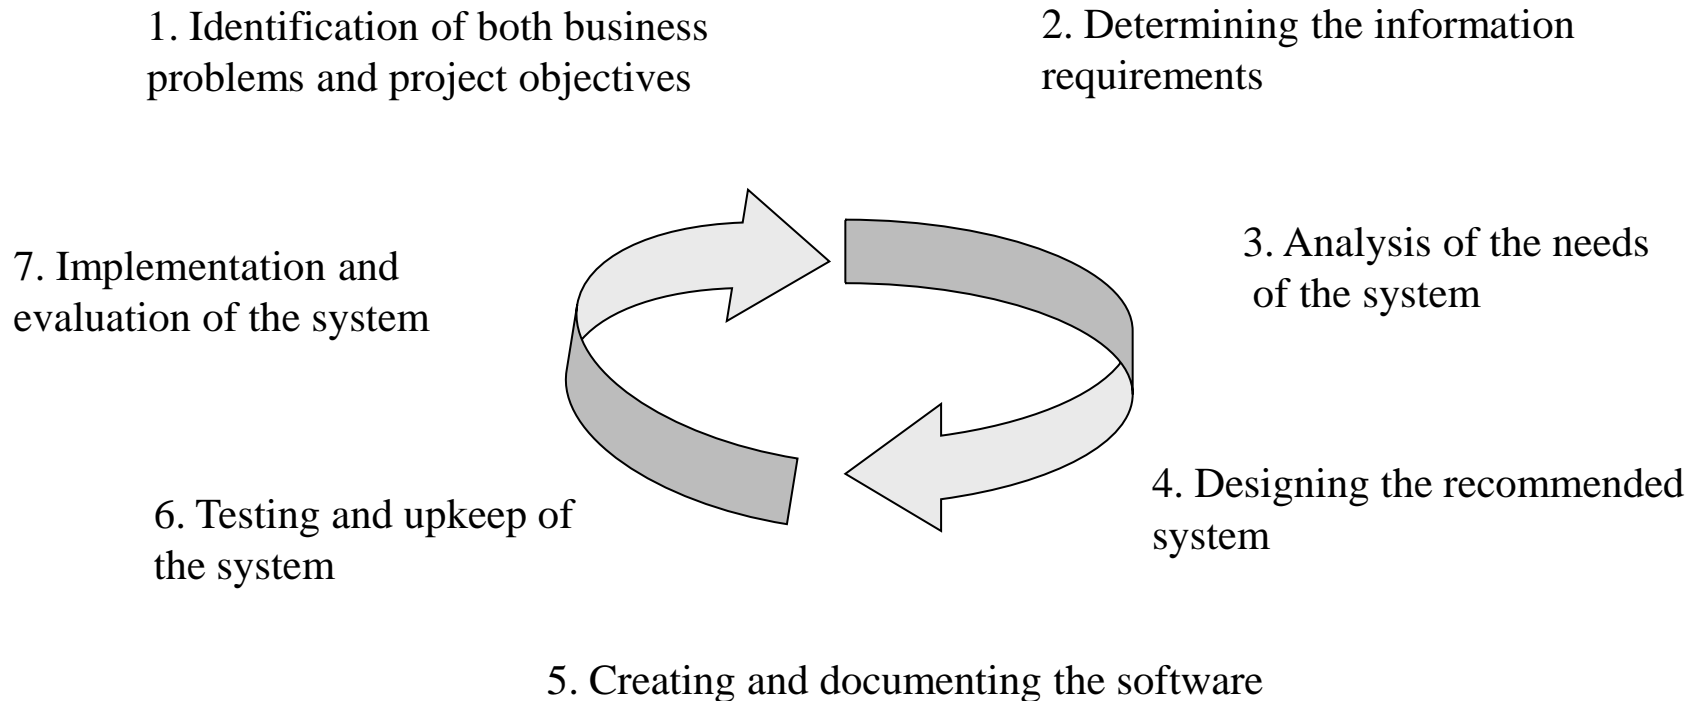 1. Identification of both business
problems and project objectives
2. Determining the information
requirements
3. Analysis of the needs
of the system
4. Designing the recommended
system
5. Creating and documenting the software
6. Testing and upkeep of
the system
7. Implementation and
evaluation of the system